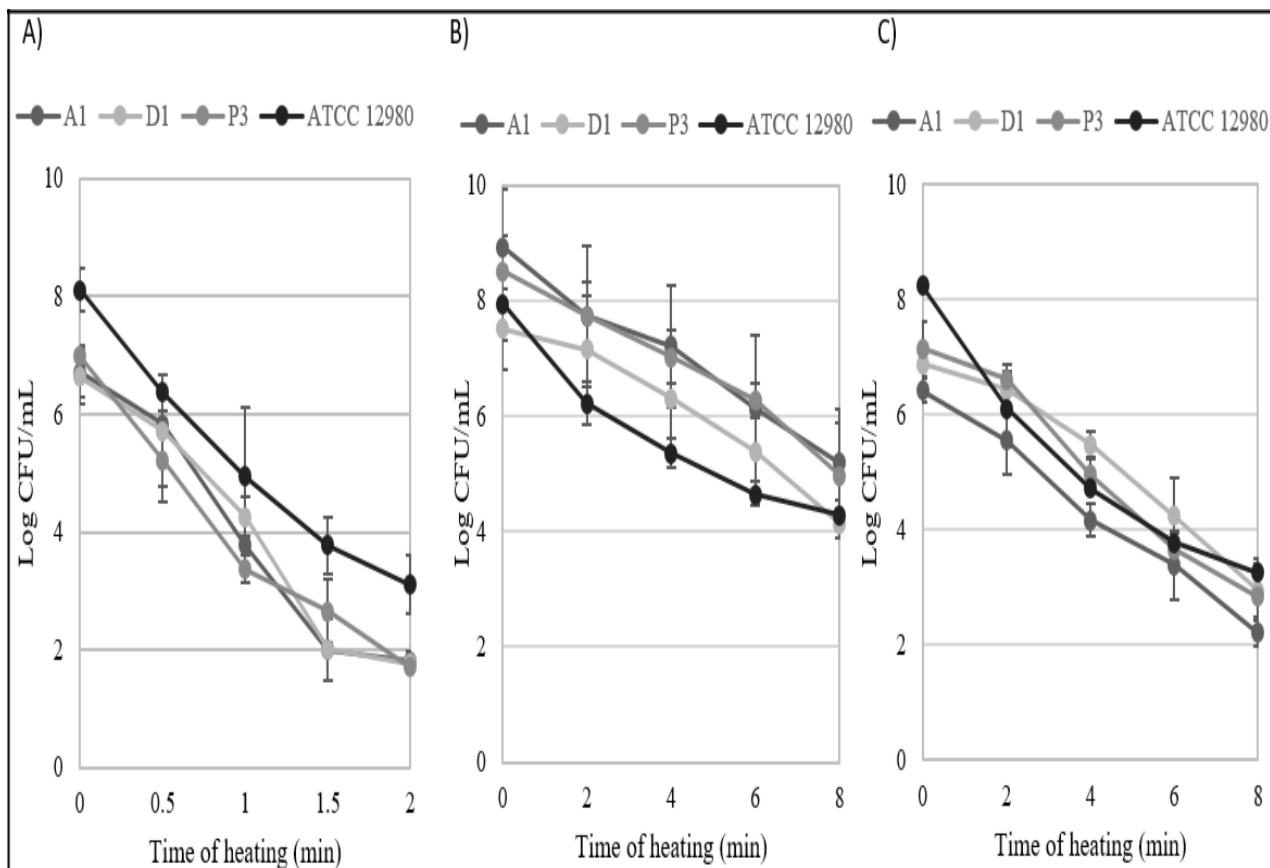 A)
B)
C)
A1 D1 P3 ATCC 12980
A1 D1 P3 ATCC 12980
A1 D1 P3 ATCC 12980
Log CFU/mL
10
8
6
4
2
0
0 0.5 1 1.5 2
Time of heating (min)
Log CFU/mL
10
8
6
4
2
0
0 2 4 6 8
Time of heating (min)
Log CFU/mL
10
8
6
4
2
0
0 2 4 6 8
Time of heating (min)